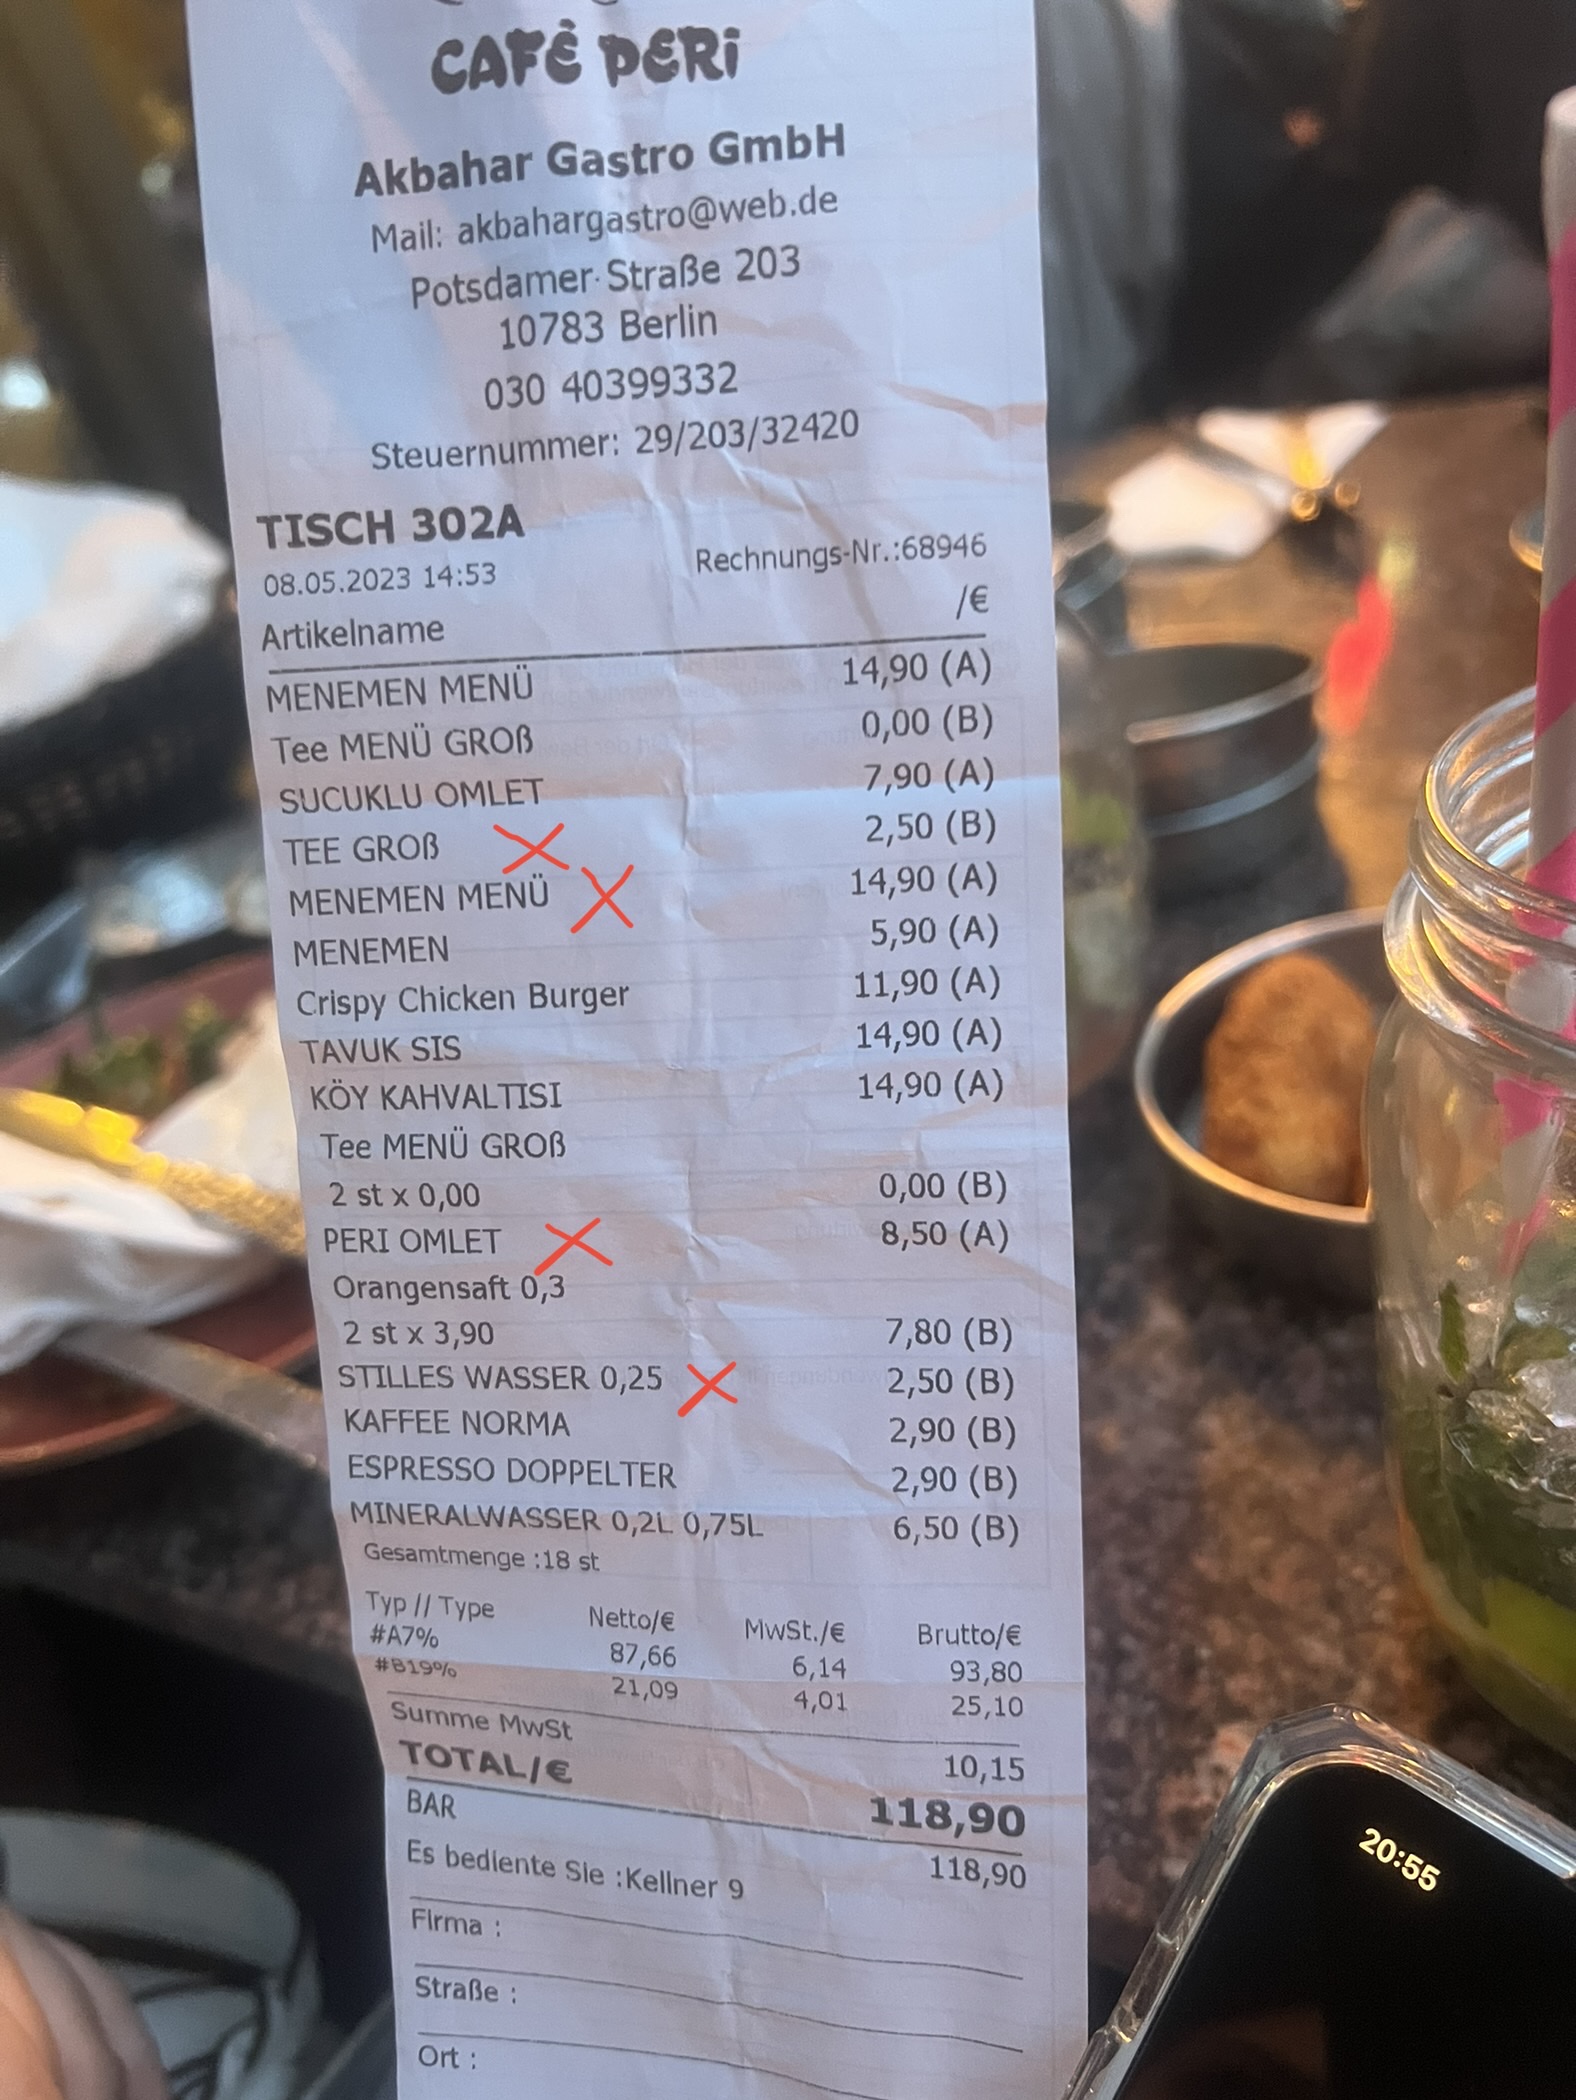 CAFÈ PERi
Akbahar Gastro GmbH
Mail: akbahargastro@web.de
Potsdamer Straße 203
10783 Berlin
030 40399332
Steuernummer: 29/203/32420
TISCH 302A
08.05.2023 14:53 Rechnungs-Nr.:68946
Artikelname /€
MENEMEN MENÜ 14,90 (A)
Tee MENÜ GROß 0,00 (B)
SUCUKLU OMLET 7,90 (A)
TEE GROß 2,50 (B)
MENEMEN MENÜ 14,90 (A)
MENEMEN 5,90 (A)
Crispy Chicken Burger 11,90 (A)
TAVUK SIS 14,90 (A)
KÖY KAHVALTISI 14,90 (A)
Tee MENÜ GROß
2 st x 0,00 0,00 (B)
PERI OMLET 8,50 (A)
Orangensaft 0,3
2 st x 3,90 7,80 (B)
STILLES WASSER 0,25 2,50 (B)
KAFFEE NORMA 2,90 (B)
ESPRESSO DOPPELTER 2,90 (B)
MINERALWASSER 0,2L 0,75L 6,50 (B)
Gesamtmenge :18 st
Typ // Type Netto/€ MwSt./€ Brutto/€
#A7% 87,66 6,14 93,80
#B19% 21,09 4,01 25,10
Summe MwSt 10,15
TOTAL/€ 118,90
BAR 118,90
Es bediente Sie :Kellner 9
Firma :
Straße :
Ort :
20:55